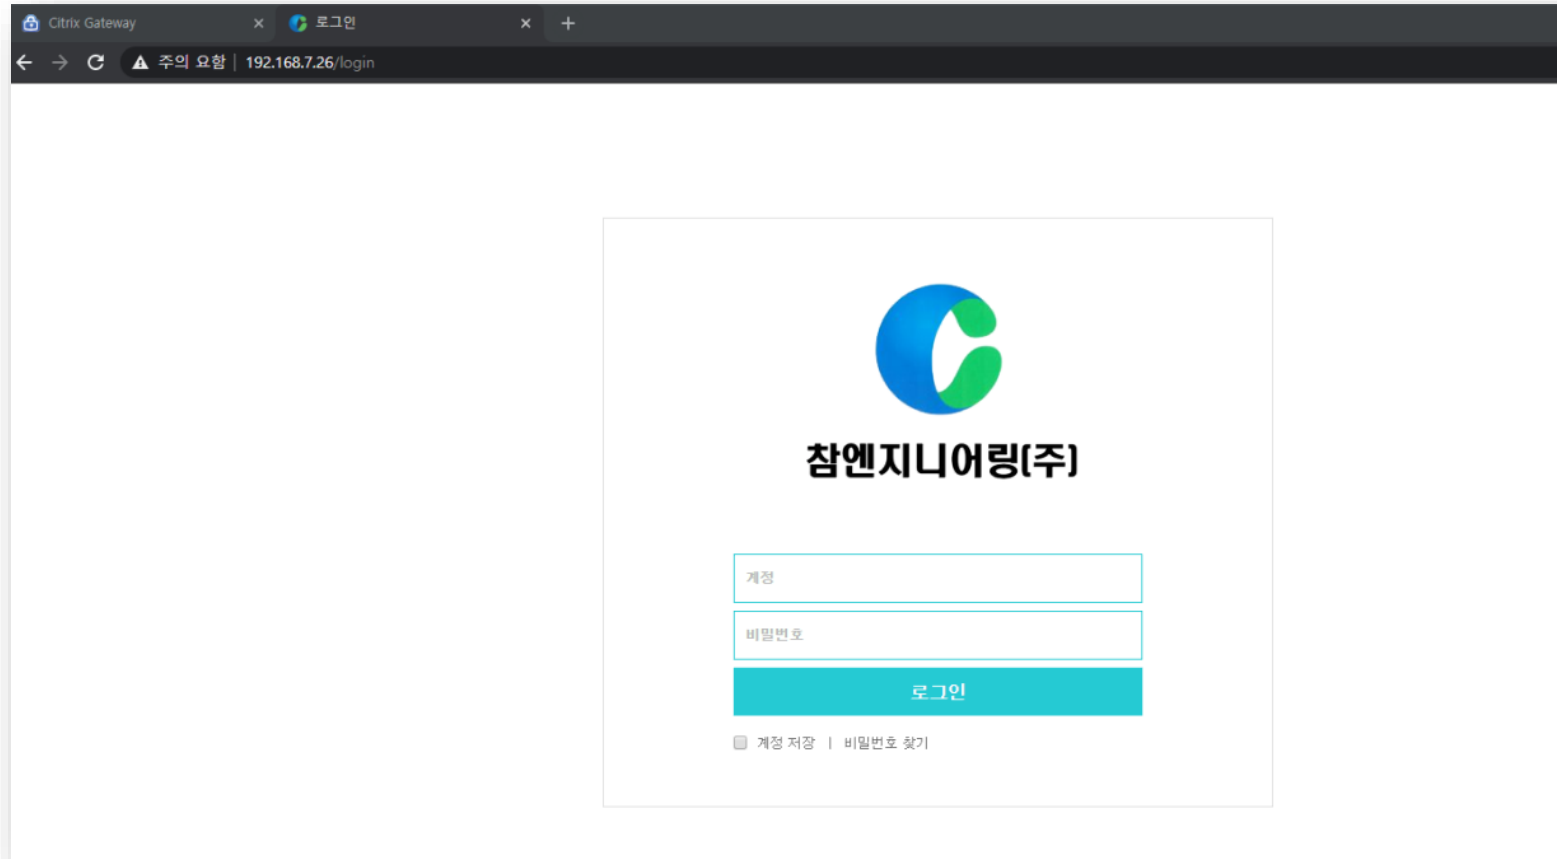 Citrix Gateway
로그인
주의 요함 | 192.168.7.26/login
참엔지니어링(주)
계정
비밀번호
로그인
계정 저장 | 비밀번호 찾기